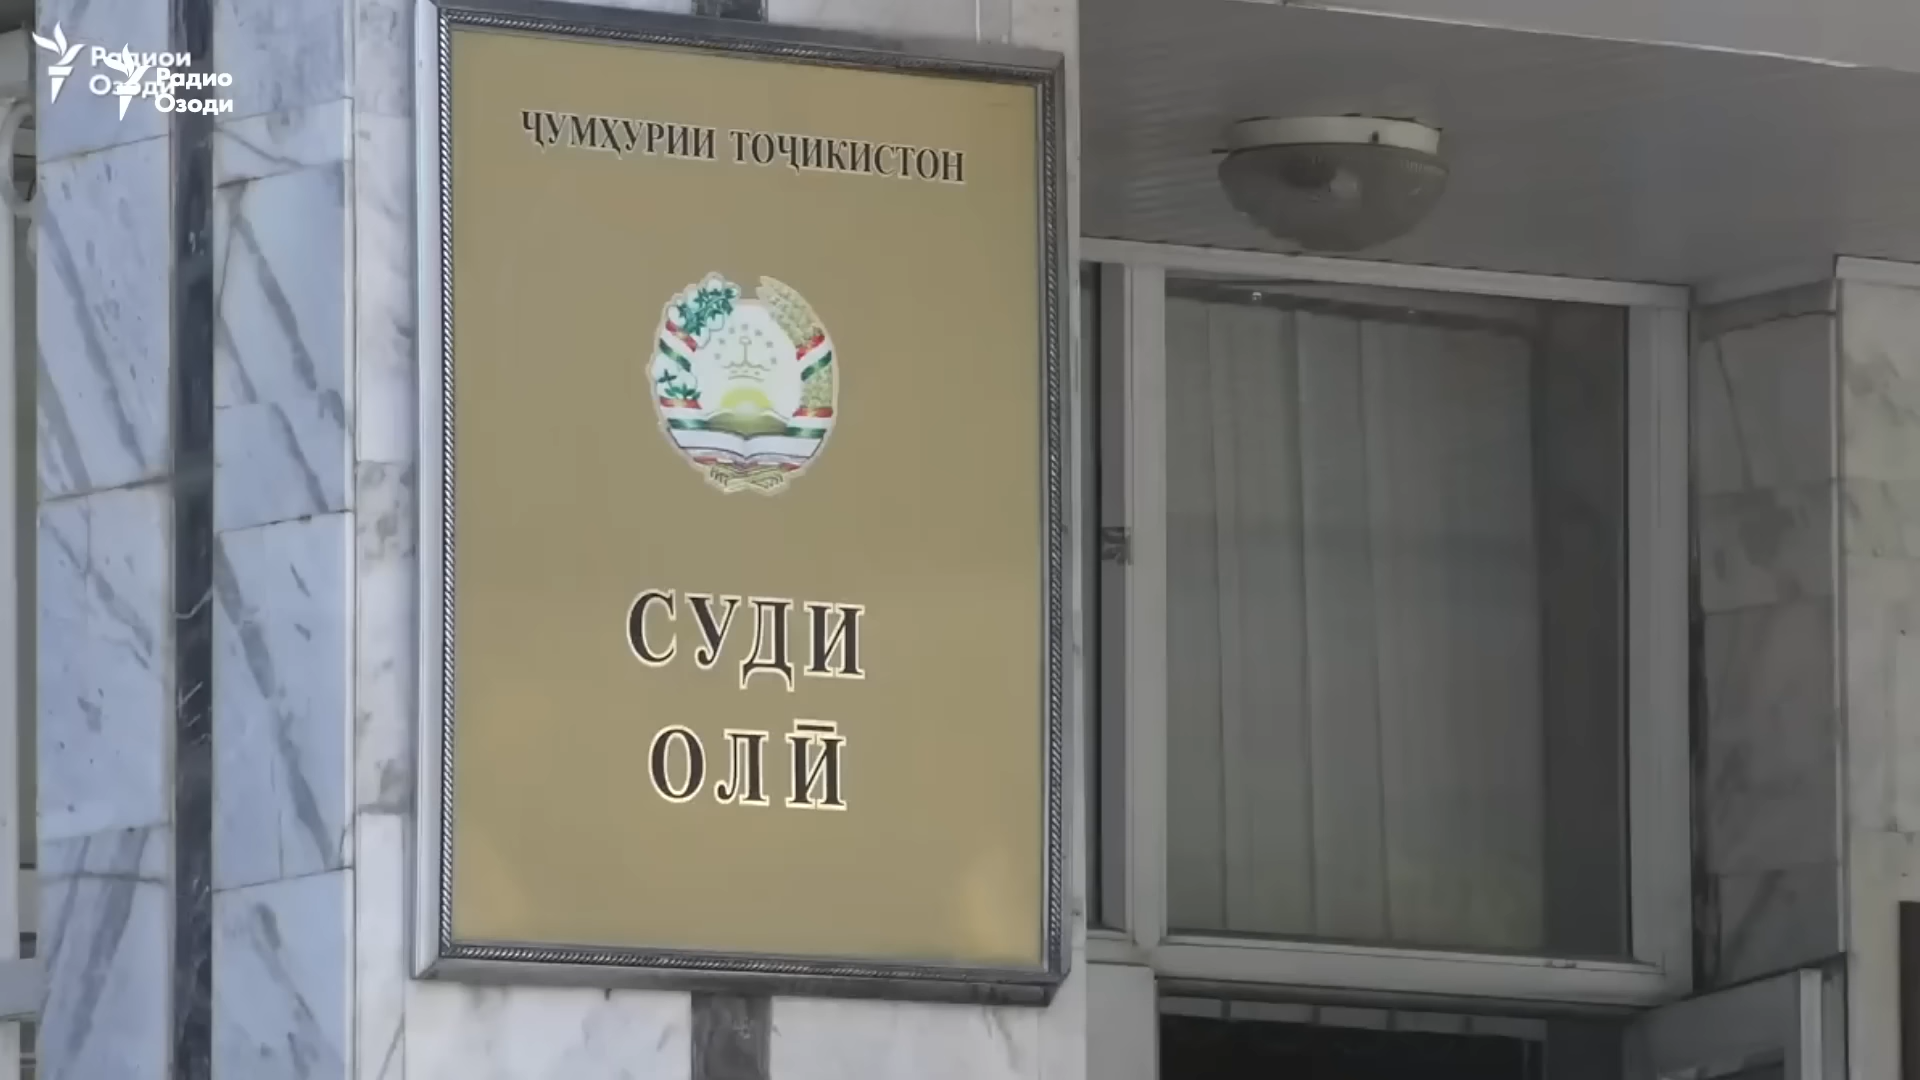 Радиои
Озоди
Радио
Озоди
ҶУМҲУРИИ ТОҶИКИСТОН
СУДИ
ОЛӢ